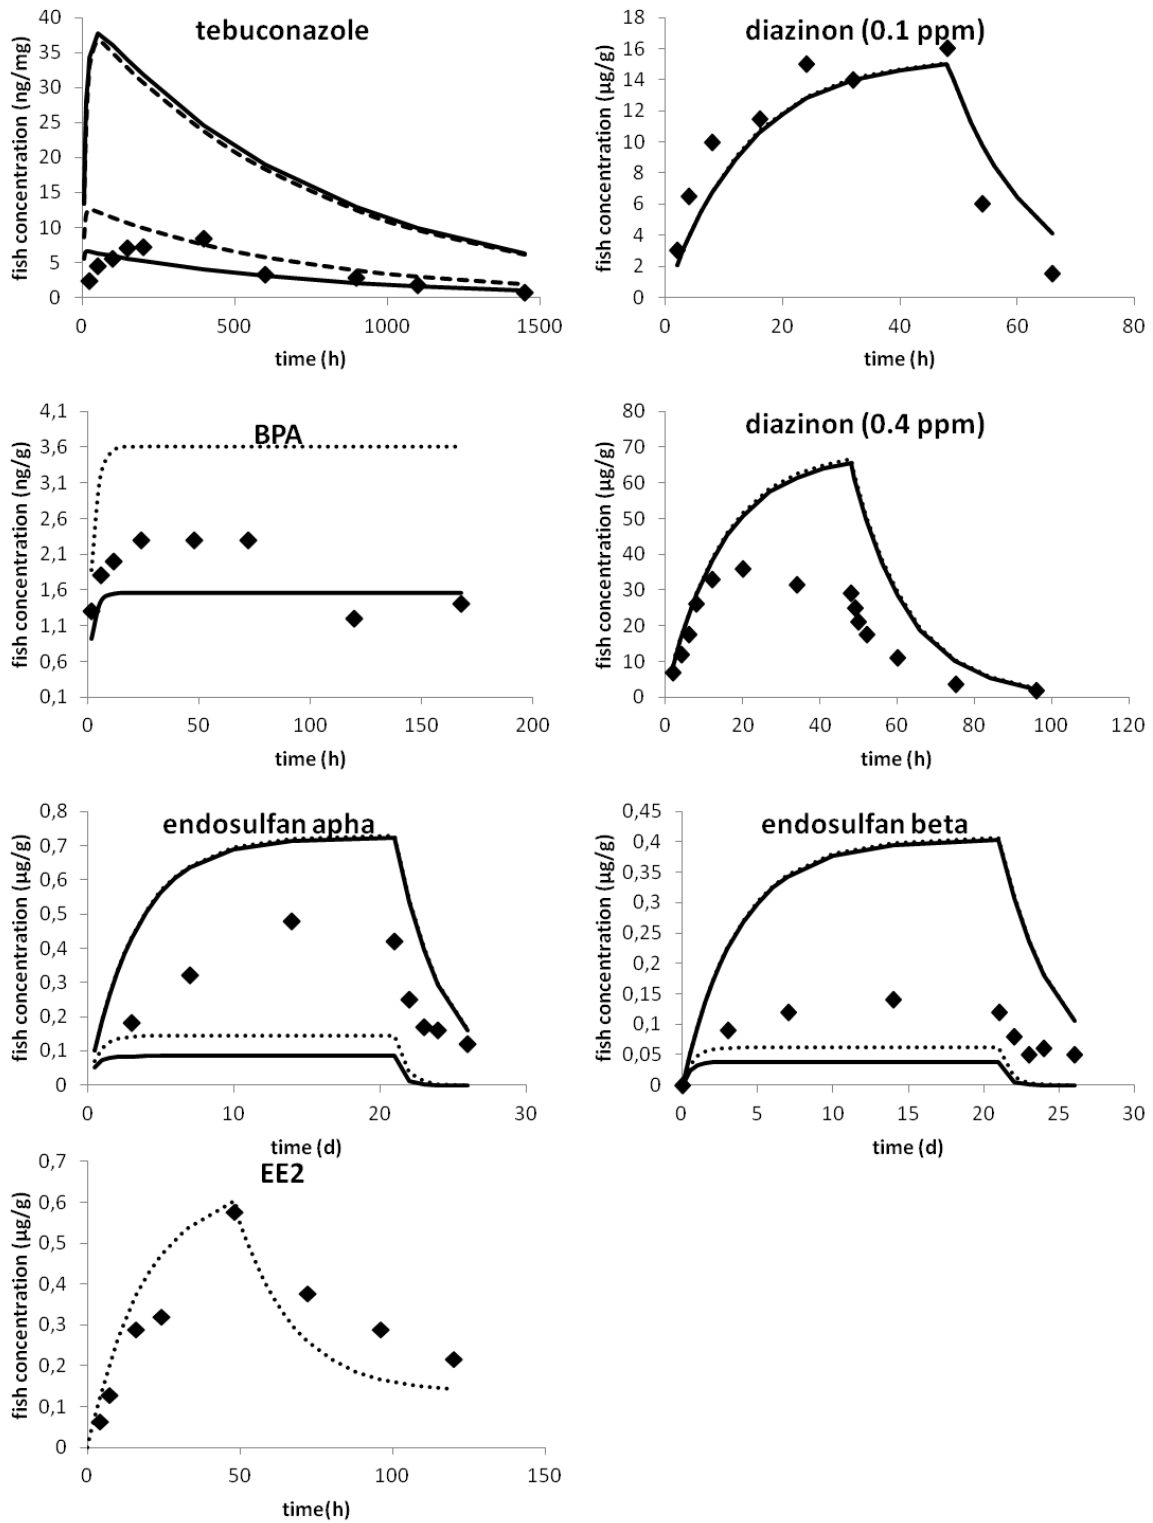 tebuconazole
fish concentration (ng/mg)
40
35
30
25
20
15
10
5
0
0 500 1000 1500
time (h)
diazinon (0.1 ppm)
fish concentration (µg/g)
18
16
14
12
10
8
6
4
2
0
0 20 40 60 80
time (h)
BPA
fish concentration (ng/g)
4,1
3,6
3,1
2,6
2,1
1,6
1,1
0,6
0,1
0 50 100 150 200
time (h)
diazinon (0.4 ppm)
fish concentration (µg/g)
80
70
60
50
40
30
20
10
0
0 20 40 60 80 100 120
time (h)
endosulfan apha
fish concentration (µg/g)
0,8
0,7
0,6
0,5
0,4
0,3
0,2
0,1
0
0 10 20 30
time (d)
endosulfan beta
fish concentration (µg/g)
0,45
0,4
0,35
0,3
0,25
0,2
0,15
0,1
0,05
0
0 5 10 15 20 25 30
time (d)
EE2
fish concentration (µg/g)
0,7
0,6
0,5
0,4
0,3
0,2
0,1
0
0 50 100 150
time(h)